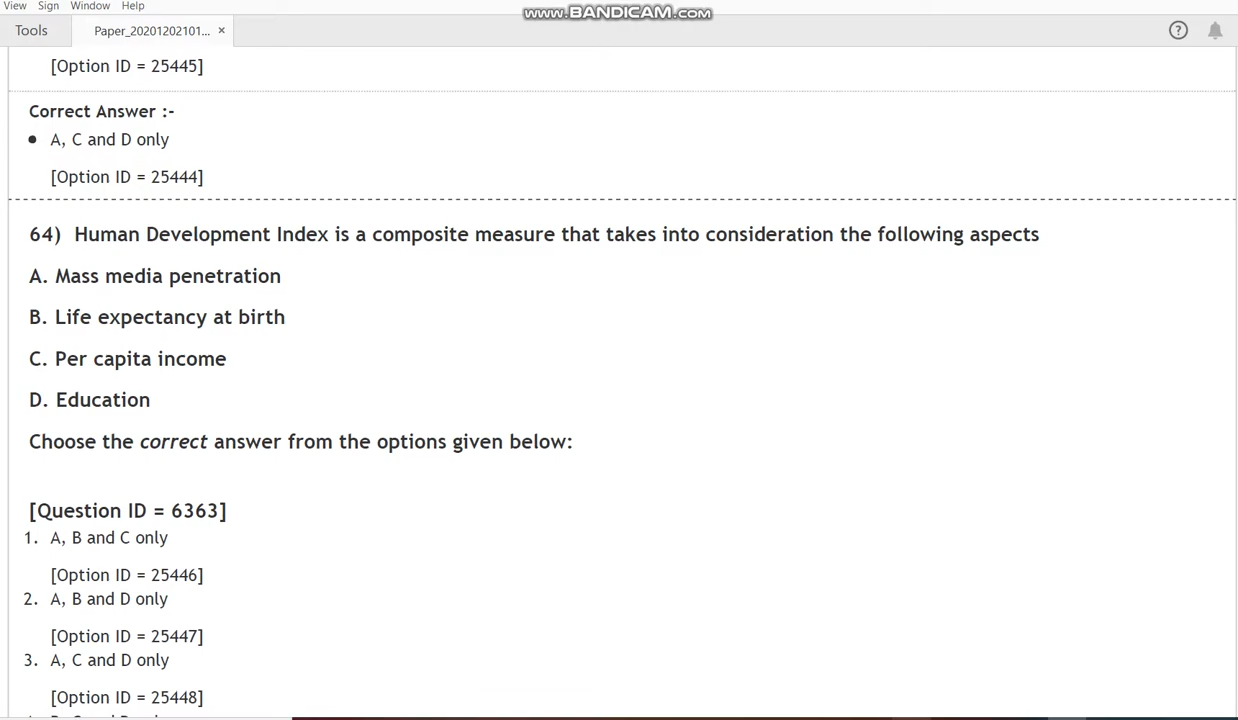 View Sign Window Help
www.BANDICAM.com
Tools Paper_20201202101... ×
[Option ID = 25445]
Correct Answer :-
● A, C and D only
[Option ID = 25444]
64) Human Development Index is a composite measure that takes into consideration the following aspects
A. Mass media penetration
B. Life expectancy at birth
C. Per capita income
D. Education
Choose the correct answer from the options given below:
[Question ID = 6363]
1. A, B and C only
[Option ID = 25446]
2. A, B and D only
[Option ID = 25447]
3. A, C and D only
[Option ID = 25448]